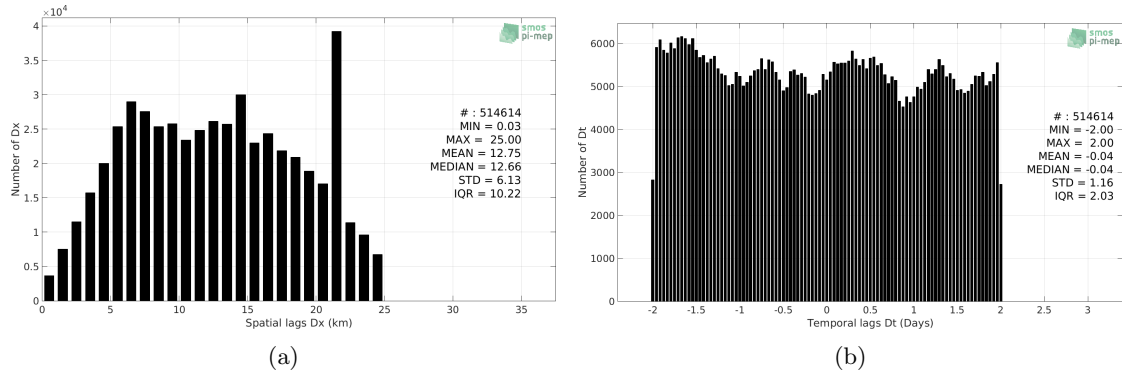 ×10⁴
4
3.5
3
2.5
2
1.5
1
0.5
0
Number of Dx
0 5 10 15 20 25 30 35
Spatial lags Dx (km)
smos
pi-mep
# : 514614
MIN = 0.03
MAX = 25.00
MEAN = 12.75
MEDIAN = 12.66
STD = 6.13
IQR = 10.22
(a)
6000
5000
4000
3000
2000
1000
0
Number of Dt
-2 -1.5 -1 -0.5 0 0.5 1 1.5 2 2.5 3
Temporal lags Dt (Days)
smos
pi-mep
# : 514614
MIN = -2.00
MAX = 2.00
MEAN = -0.04
MEDIAN = -0.04
STD = 1.16
IQR = 2.03
(b)